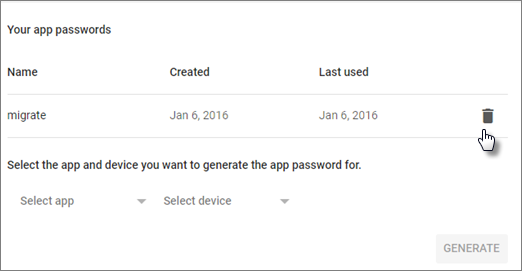 Your app passwords
Name Created Last used
migrate Jan 6, 2016 Jan 6, 2016
Select the app and device you want to generate the app password for.
Select app Select device
GENERATE